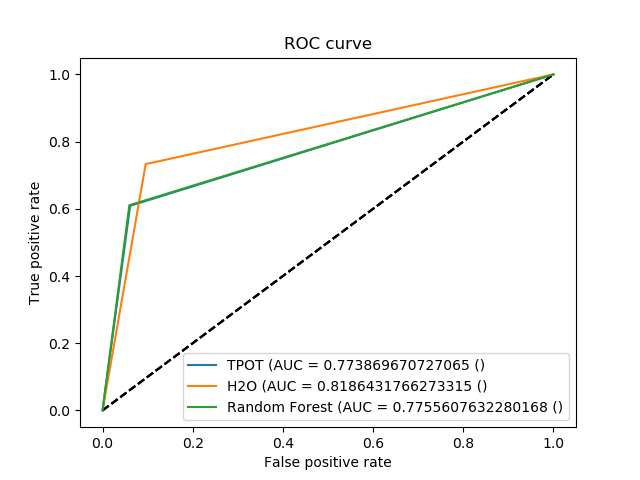 ROC curve
1.0
0.8
0.6
0.4
0.2
0.0
True positive rate
TPOT (AUC = 0.773869670727065 ()
H2O (AUC = 0.8186431766273315 ()
Random Forest (AUC = 0.7755607632280168 ()
0.0 0.2 0.4 0.6 0.8 1.0
False positive rate